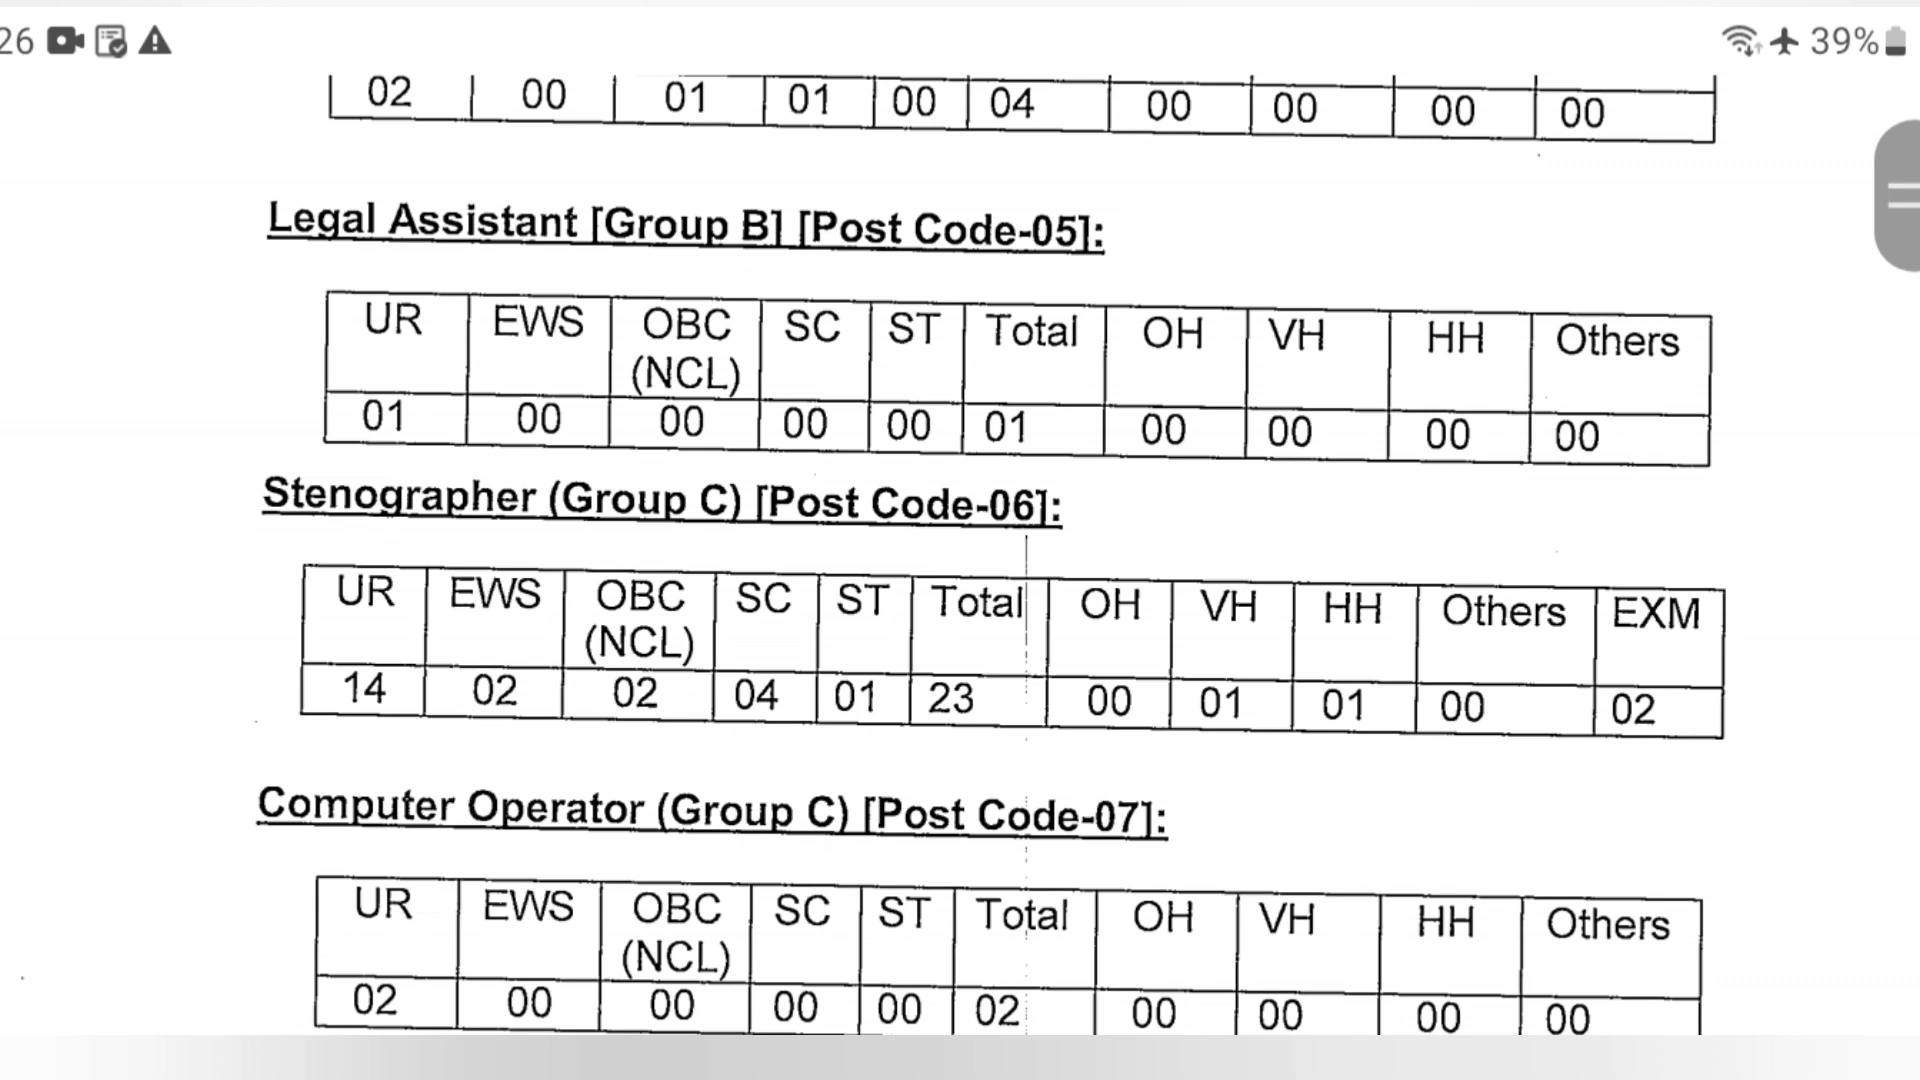 26 39%
02 00 01 01 00 04 00 00 00 00
Legal Assistant [Group B] [Post Code-05]:
UR EWS OBC (NCL) SC ST Total OH VH HH Others
01 00 00 00 00 01 00 00 00 00
Stenographer (Group C) [Post Code-06]:
UR EWS OBC (NCL) SC ST Total OH VH HH Others EXM
14 02 02 04 01 23 00 01 01 00 02
Computer Operator (Group C) [Post Code-07]:
UR EWS OBC (NCL) SC ST Total OH VH HH Others
02 00 00 00 00 02 00 00 00 00